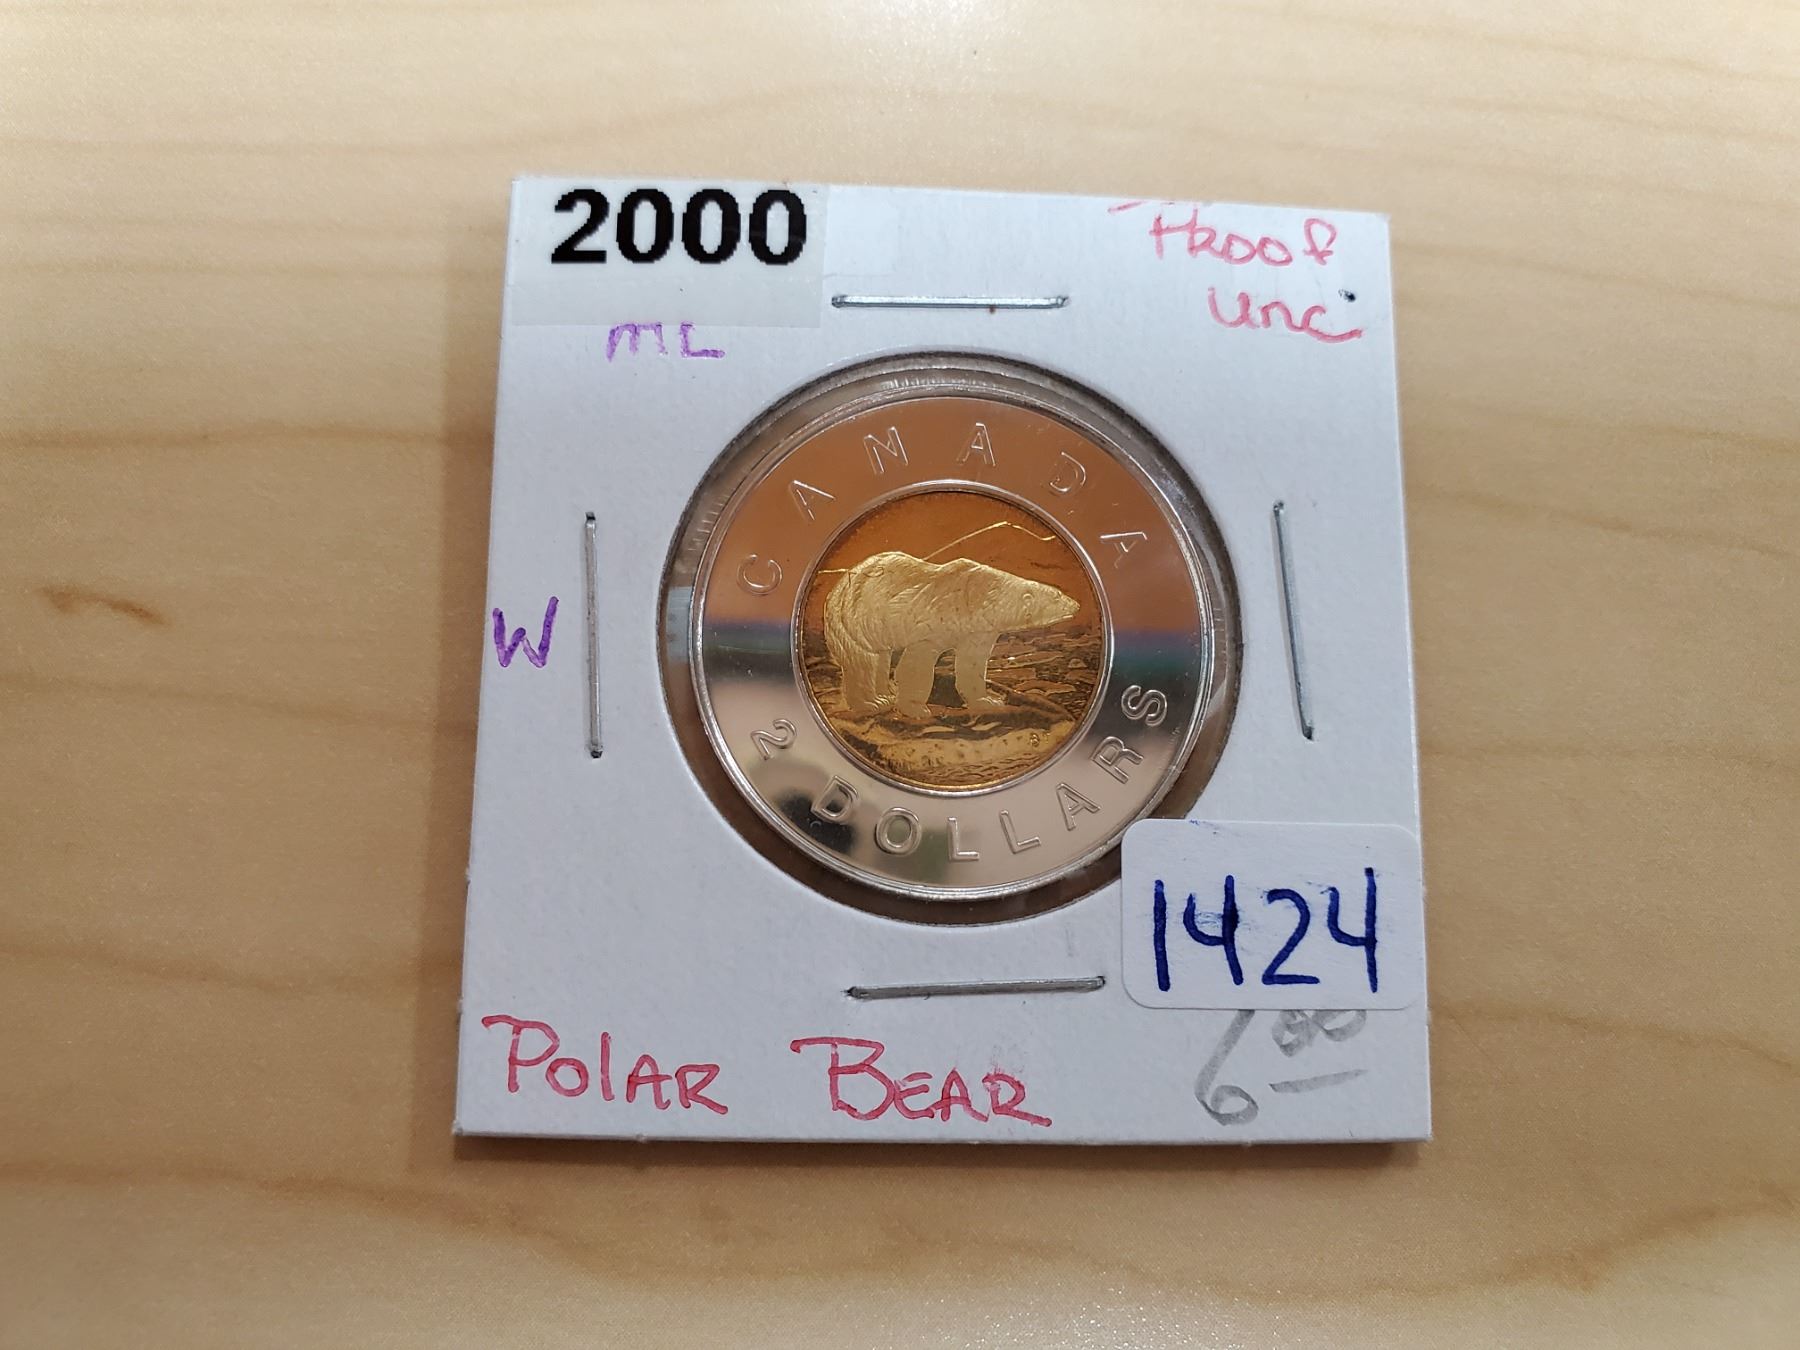 2000
Proof
Unc
ML
W
CANADA
2 DOLLARS
1424
6.00
POLAR BEAR